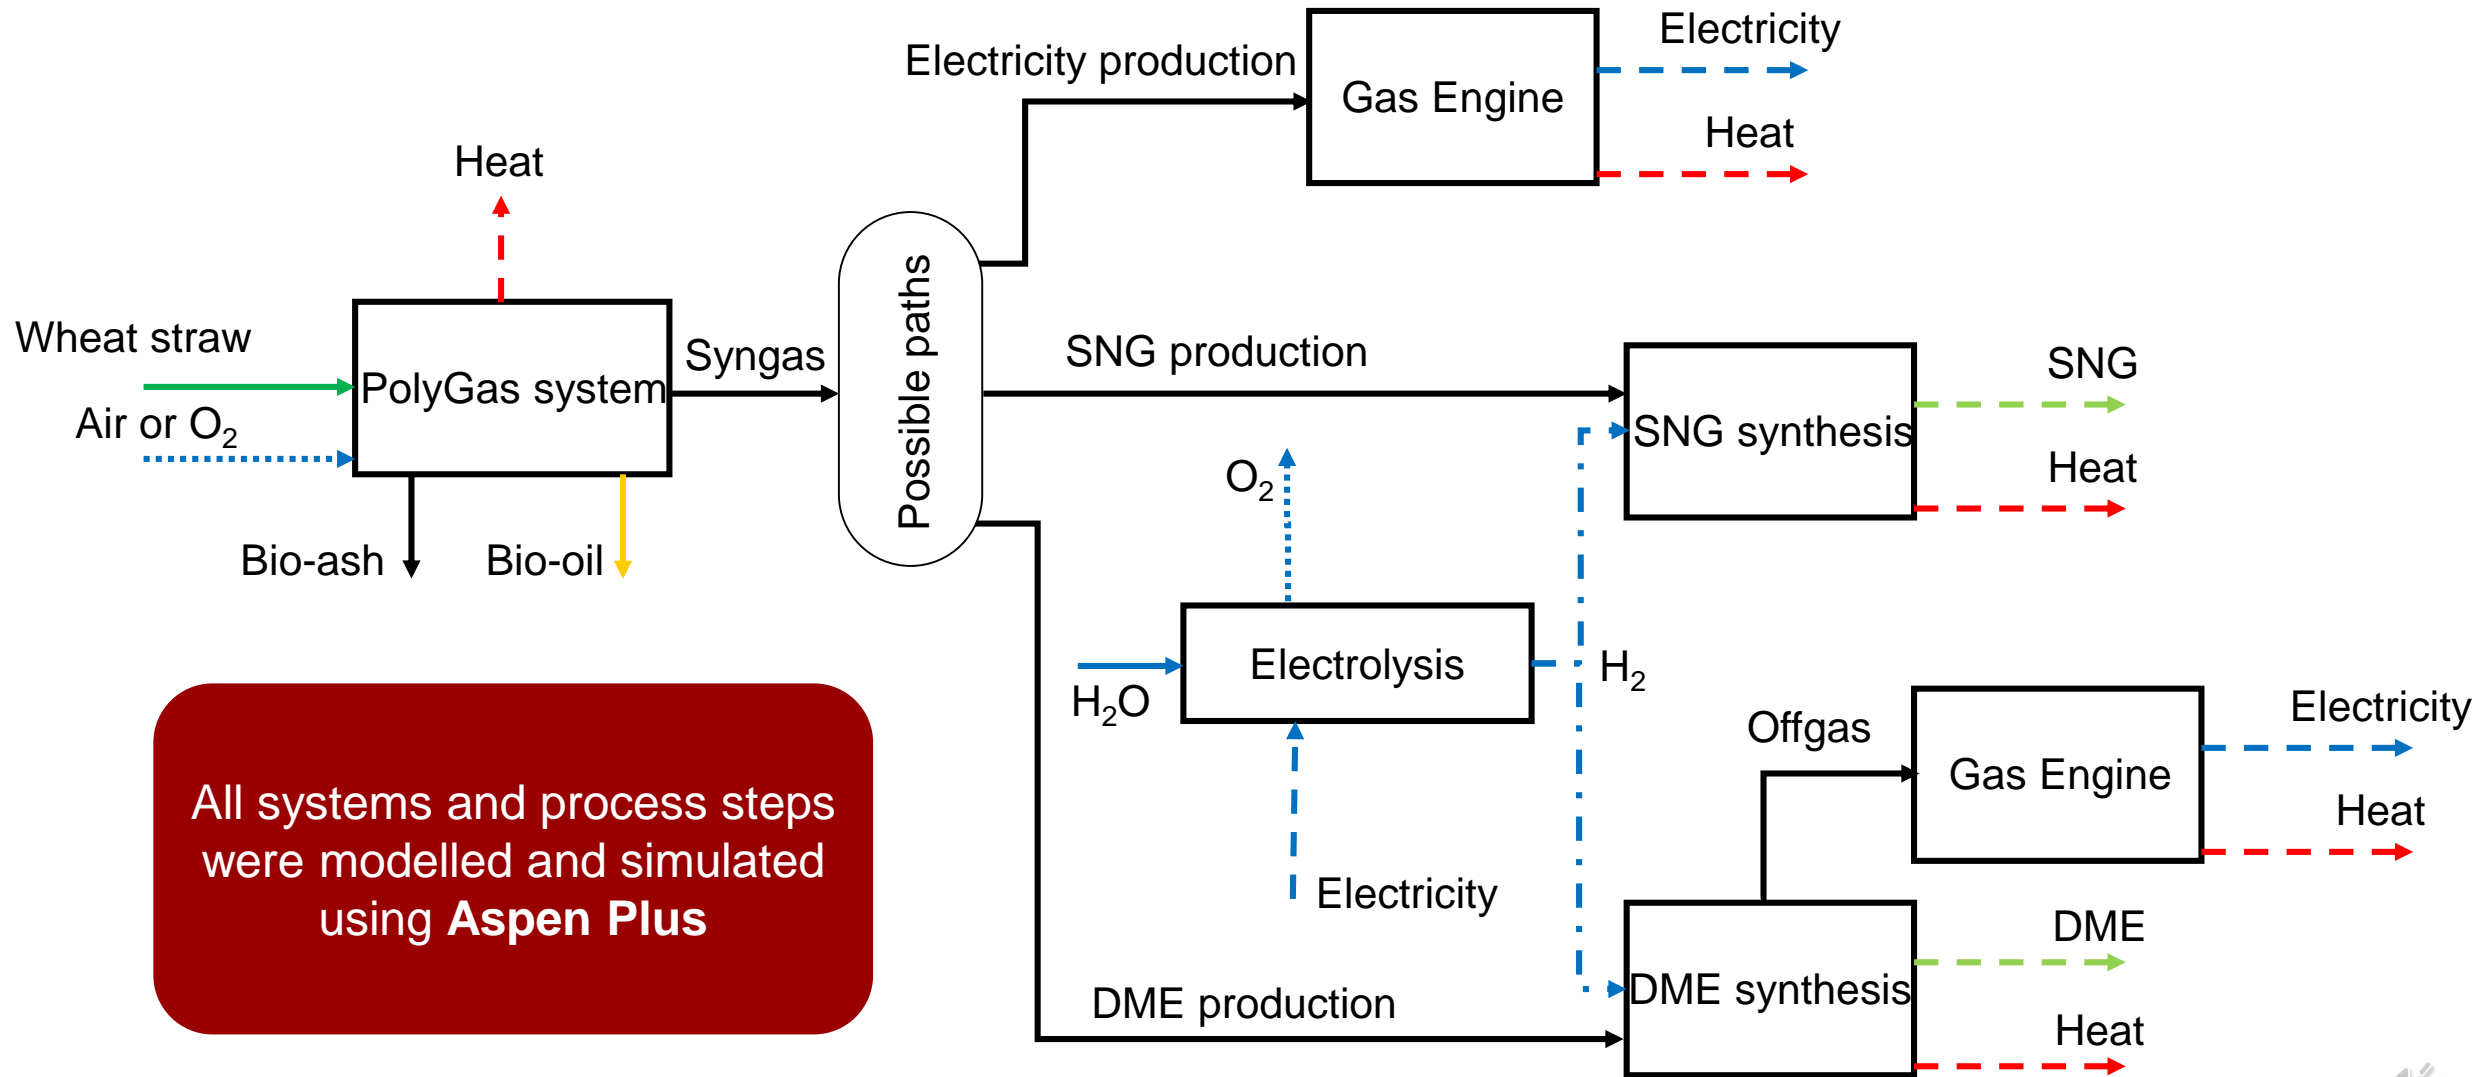 Electricity
Electricity production
Gas Engine
Heat
Heat
Wheat straw
PolyGas system
Syngas
Possible paths
SNG production
SNG
Air or O₂
SNG synthesis
Heat
O₂
Bio-ash
Bio-oil
Electrolysis
H₂
H₂O
Electricity
Offgas
Gas Engine
Heat
All systems and process steps
were modelled and simulated
using Aspen Plus
Electricity
DME
DME synthesis
DME production
Heat